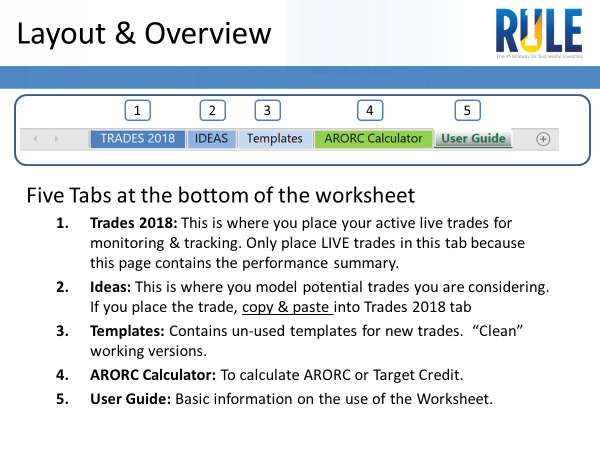 Layout & Overview
RULE
The #1 Strategy for Successful Investing
1 2 3 4 5
TRADES 2018 IDEAS Templates ARORC Calculator User Guide
Five Tabs at the bottom of the worksheet
1. Trades 2018: This is where you place your active live trades for
monitoring & tracking. Only place LIVE trades in this tab because
this page contains the performance summary.
2. Ideas: This is where you model potential trades you are considering.
If you place the trade, copy & paste into Trades 2018 tab
3. Templates: Contains un-used templates for new trades. “Clean”
working versions.
4. ARORC Calculator: To calculate ARORC or Target Credit.
5. User Guide: Basic information on the use of the Worksheet.